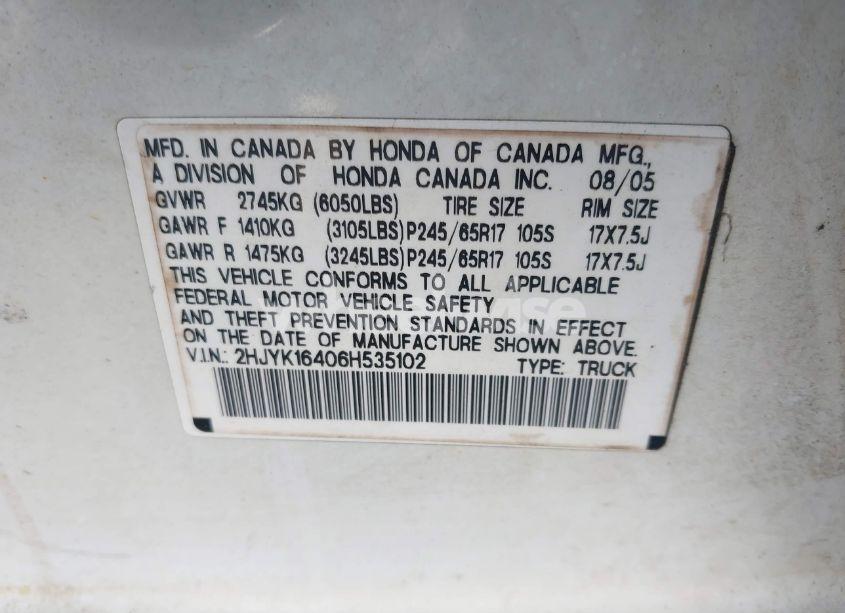 MFD. IN CANADA BY HONDA OF CANADA MFG.,
A DIVISION OF HONDA CANADA INC. 08/05
GVWR 2745KG (6050LBS) TIRE SIZE RIM SIZE
GAWR F 1410KG (3105LBS)P245/65R17 105S 17X7.5J
GAWR R 1475KG (3245LBS)P245/65R17 105S 17X7.5J
THIS VEHICLE CONFORMS TO ALL APPLICABLE
FEDERAL MOTOR VEHICLE SAFETY
AND THEFT PREVENTION STANDARDS IN EFFECT
ON THE DATE OF MANUFACTURE SHOWN ABOVE.
V.I.N.: 2HJYK16406H535102 TYPE: TRUCK